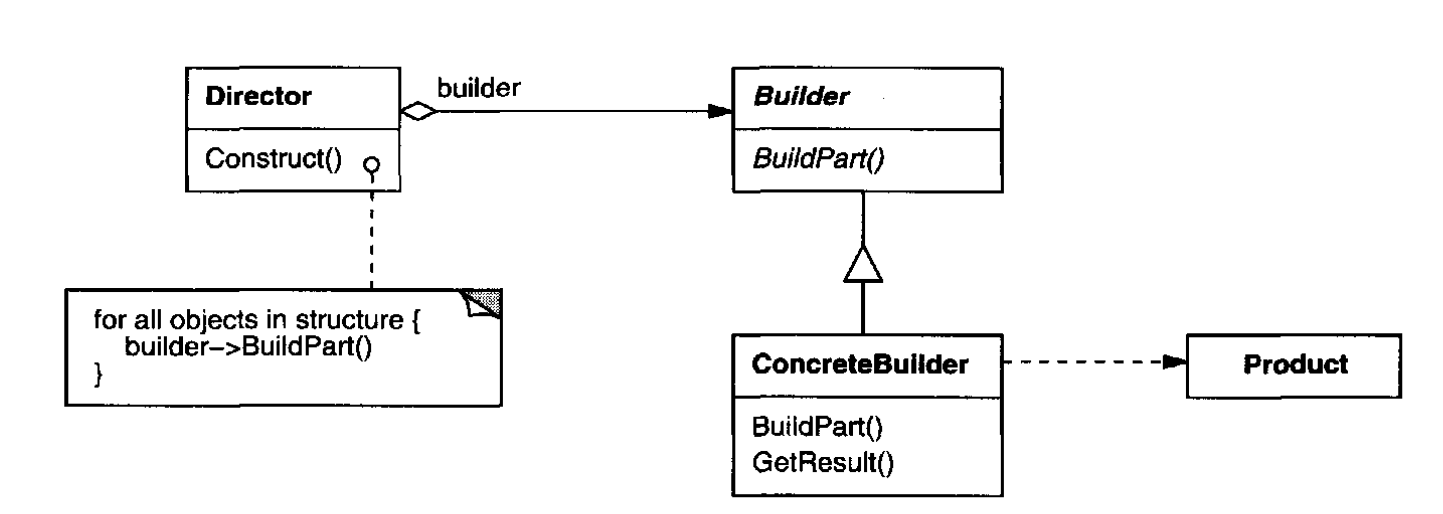 Director
builder
Builder
Construct()
BuildPart()
for all objects in structure {
builder->BuildPart()
}
ConcreteBuilder
Product
BuildPart()
GetResult()